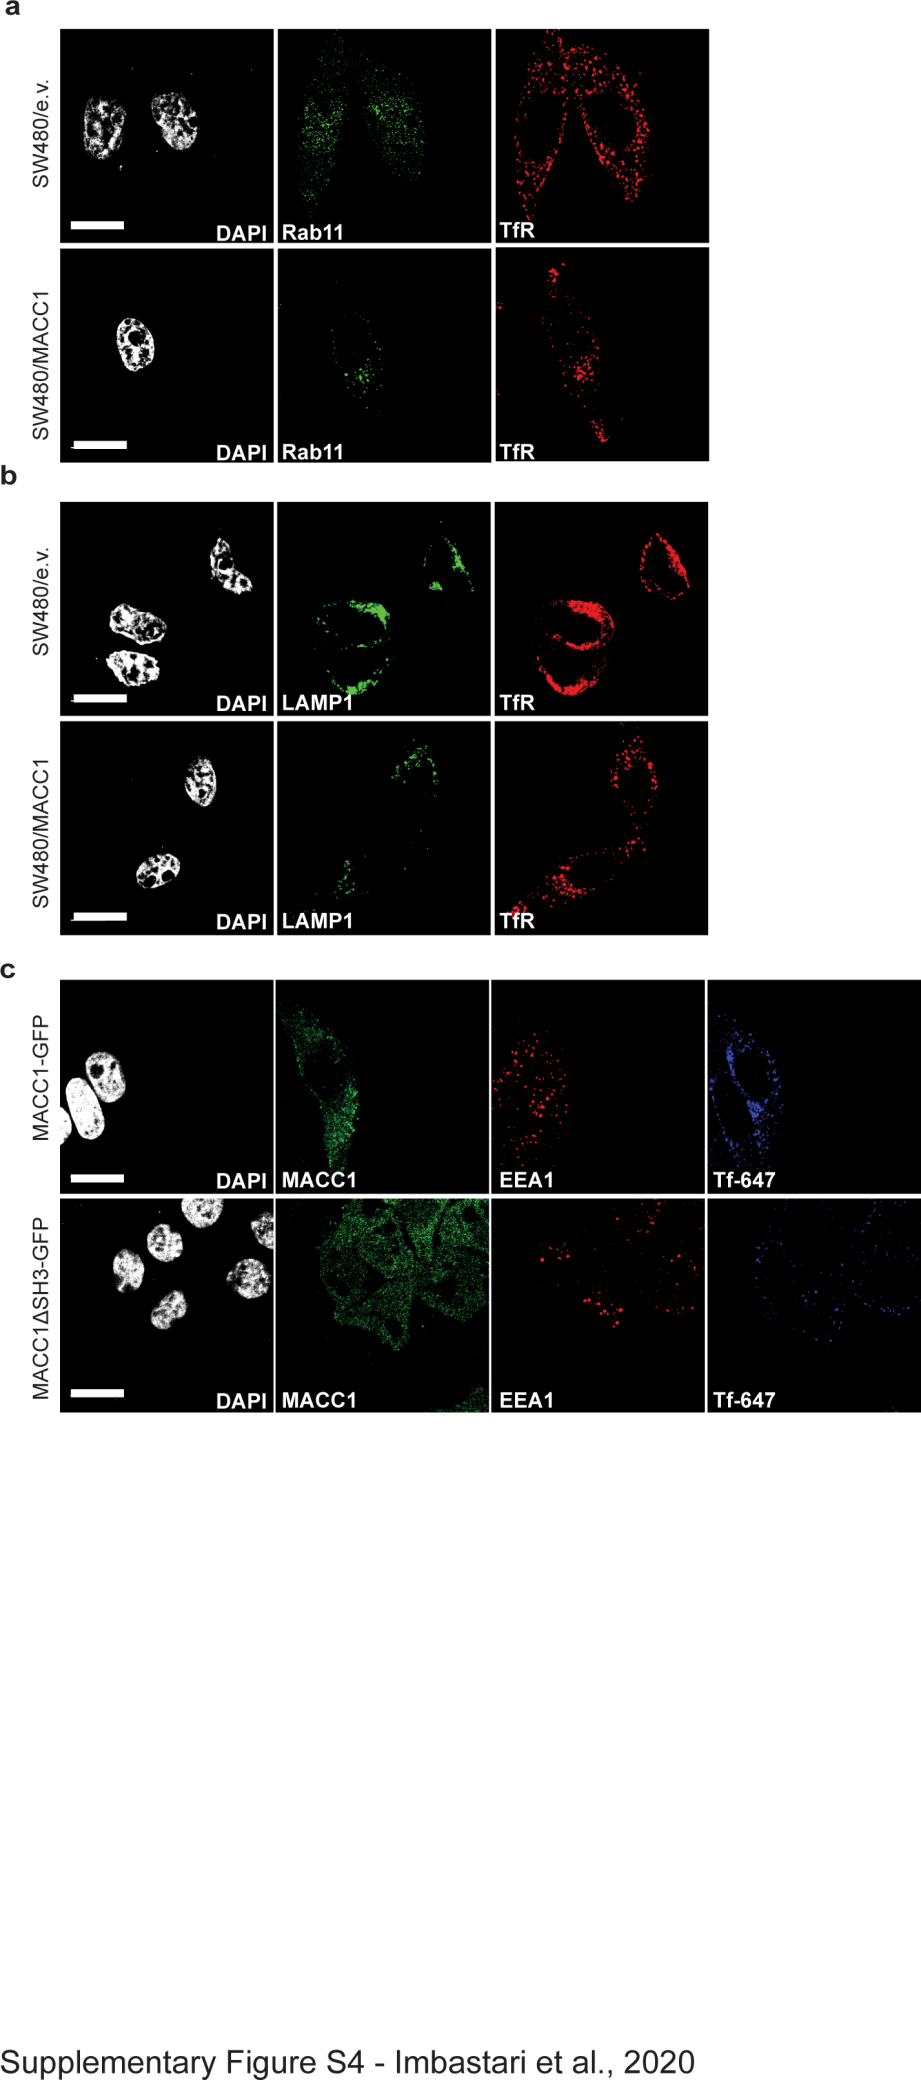 a
SW480/e.v.
DAPI
Rab11
TfR
SW480/MACC1
DAPI
Rab11
TfR
b
SW480/e.v.
DAPI
LAMP1
TfR
SW480/MACC1
DAPI
LAMP1
TfR
c
MACC1-GFP
DAPI
MACC1
EEA1
Tf-647
MACC1ΔSH3-GFP
DAPI
MACC1
EEA1
Tf-647
Supplementary Figure S4 - Imbastari et al., 2020